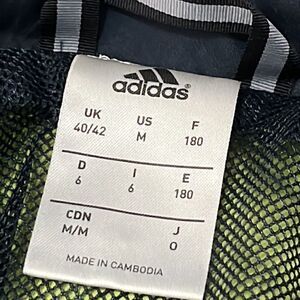 adidas
UK US F
40/42 M 180
D I E
6 6 180
CDN J
M/M O
MADE IN CAMBODIA